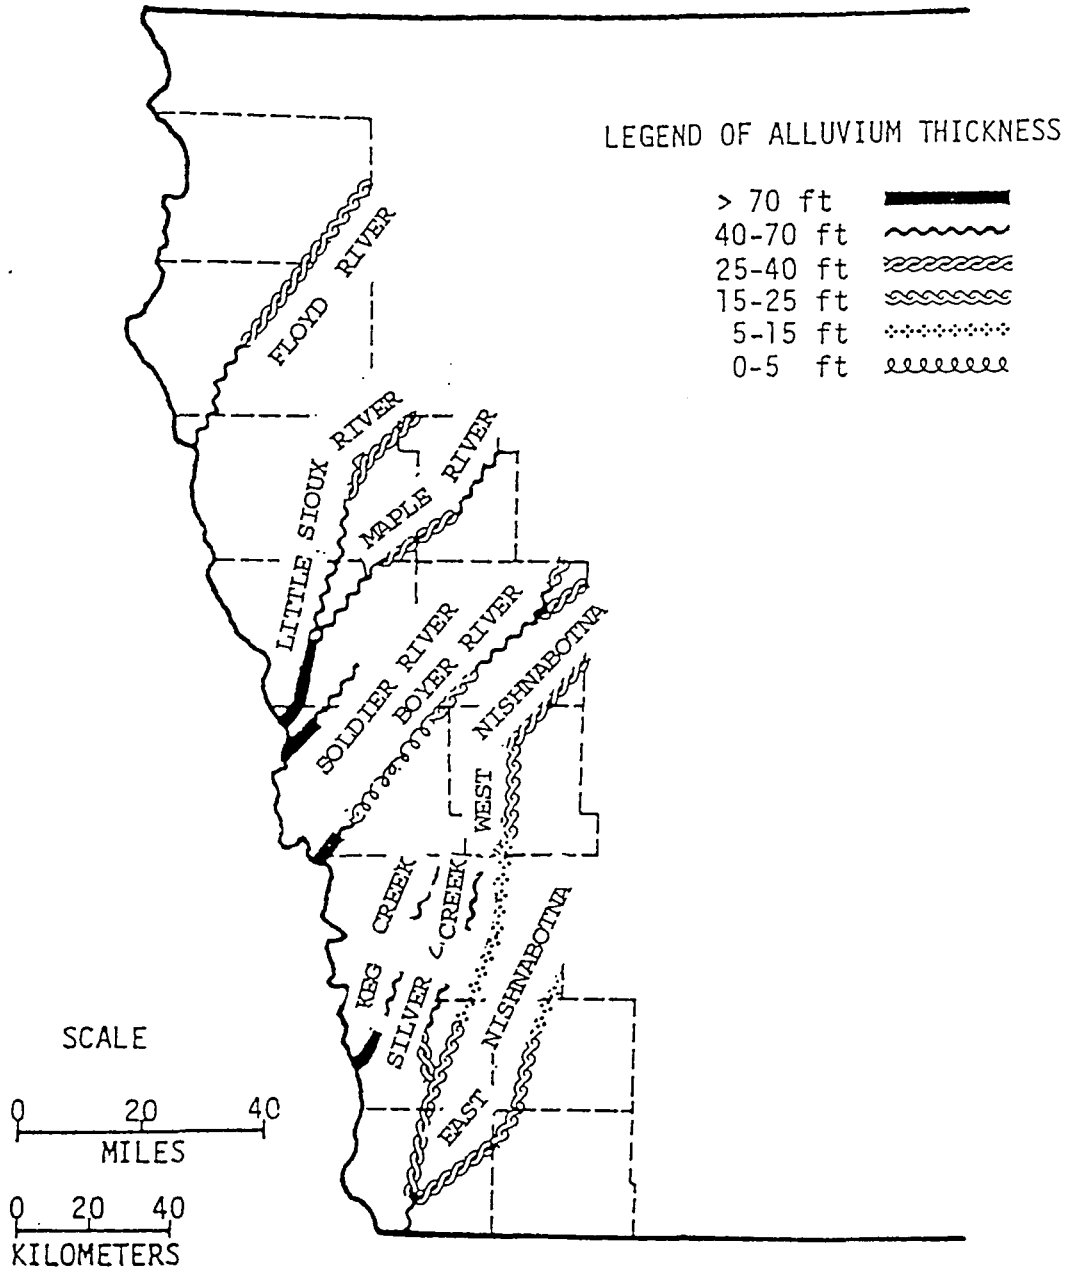 LEGEND OF ALLUVIUM THICKNESS
> 70 ft
40-70 ft
25-40 ft
15-25 ft
5-15 ft
0-5 ft
FLOYD RIVER
LITTLE SIOUX RIVER
MAPLE RIVER
SOLDIER RIVER
BOYER RIVER
WEST NISHNABOTNA
KEG CREEK
SILVER CREEK
EAST NISHNABOTNA
SCALE
0 20 40
MILES
0 20 40
KILOMETERS